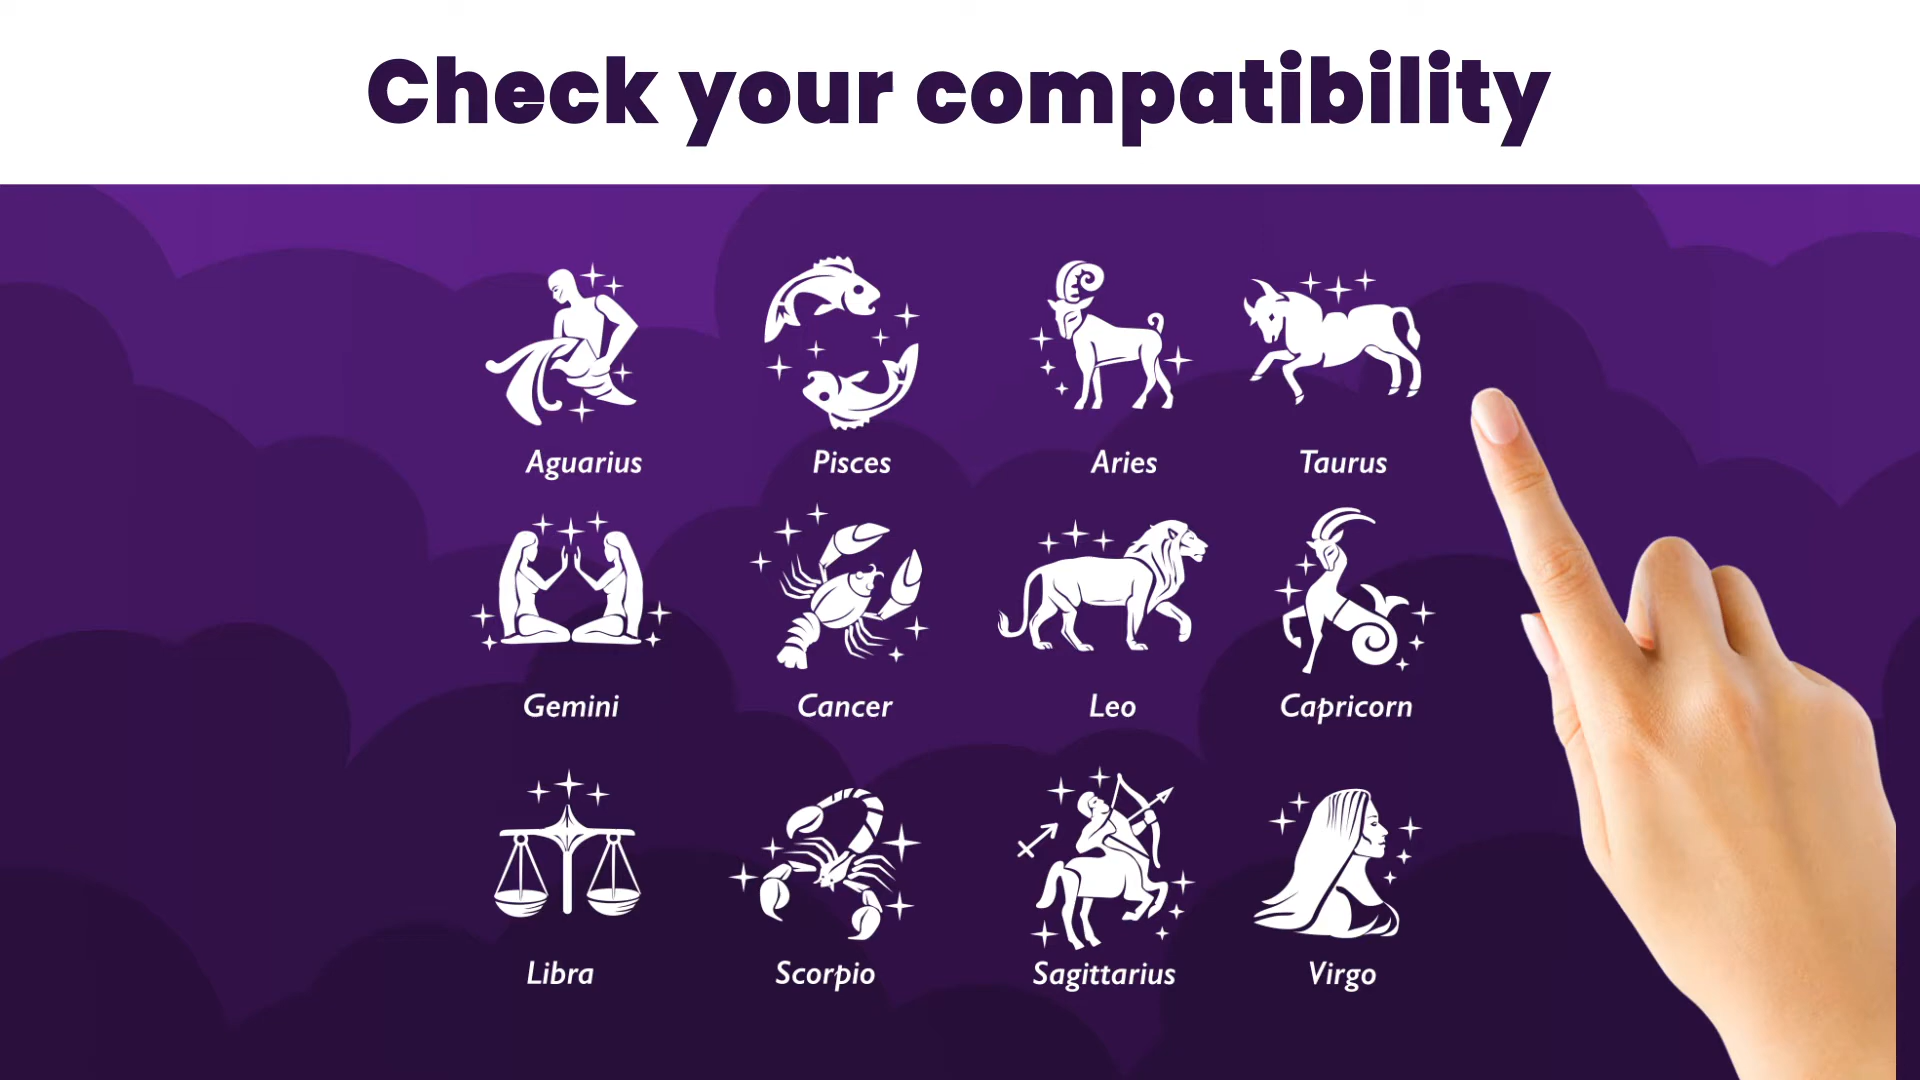 Check your compatibility
Aguarius
Pisces
Aries
Taurus
Gemini
Cancer
Leo
Capricorn
Libra
Scorpio
Sagittarius
Virgo